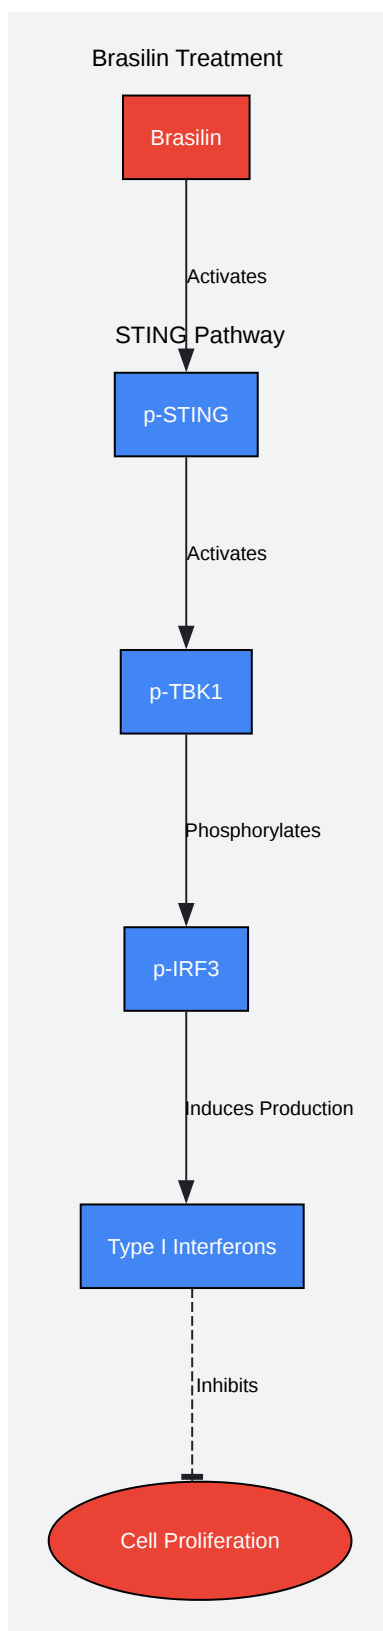 Brasilin Treatment
Brasilin
Activates
STING Pathway
p-STING
Activates
p-TBK1
Phosphorylates
p-IRF3
Induces Production
Type I Interferons
Inhibits
Cell Proliferation